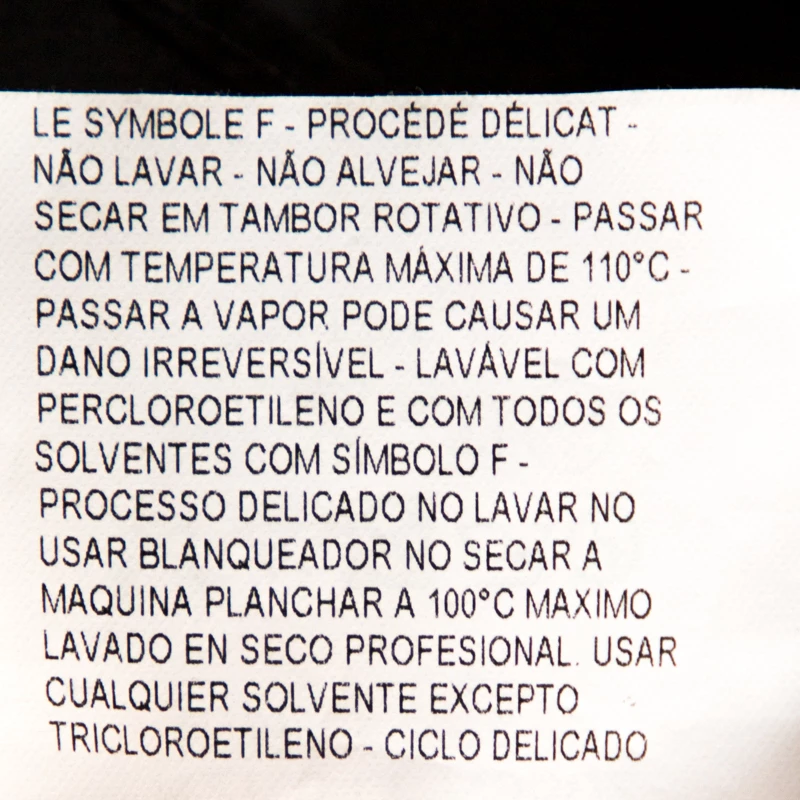 LE SYMBOLE F - PROCÉDÉ DÉLICAT -
NÃO LAVAR - NÃO ALVEJAR - NÃO
SECAR EM TAMBOR ROTATIVO - PASSAR
COM TEMPERATURA MÁXIMA DE 110°C -
PASSAR A VAPOR PODE CAUSAR UM
DANO IRREVERSÍVEL - LAVÁVEL COM
PERCLOROETILENO E COM TODOS OS
SOLVENTES COM SÍMBOLO F -
PROCESSO DELICADO NO LAVAR NO
USAR BLANQUEADOR NO SECAR A
MAQUINA PLANCHAR A 100°C MAXIMO
LAVADO EN SECO PROFESIONAL. USAR
CUALQUIER SOLVENTE EXCEPTO
TRICLOROETILENO - CICLO DELICADO